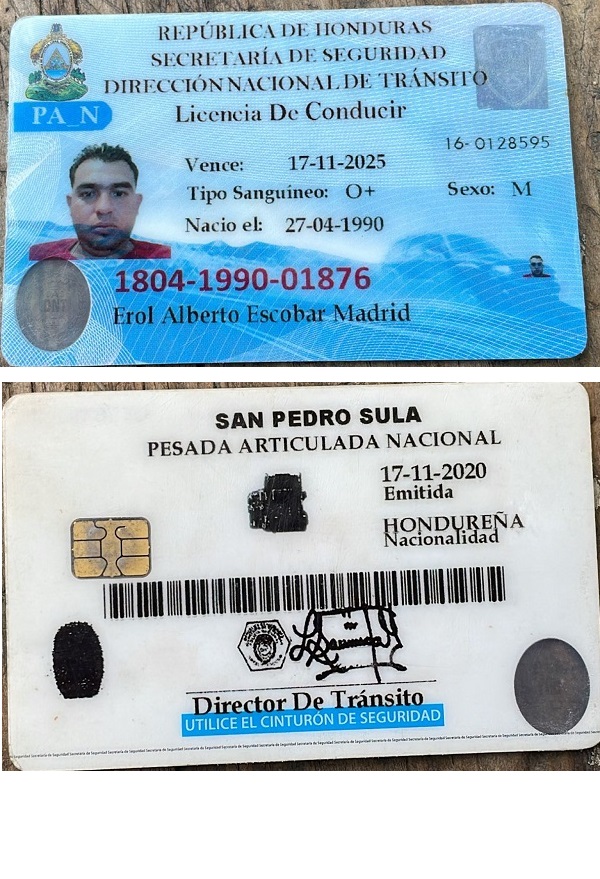 REPÚBLICA DE HONDURAS
SECRETARÍA DE SEGURIDAD
DIRECCIÓN NACIONAL DE TRÁNSITO
PA_N
Licencia De Conducir
16-0128595
Vence: 17-11-2025
Tipo Sanguíneo: O+ Sexo: M
Nacio el: 27-04-1990
1804-1990-01876
Erol Alberto Escobar Madrid
SAN PEDRO SULA
PESADA ARTICULADA NACIONAL
17-11-2020
Emitida
HONDUREÑA
Nacionalidad
Director De Tránsito
UTILICE EL CINTURÓN DE SEGURIDAD